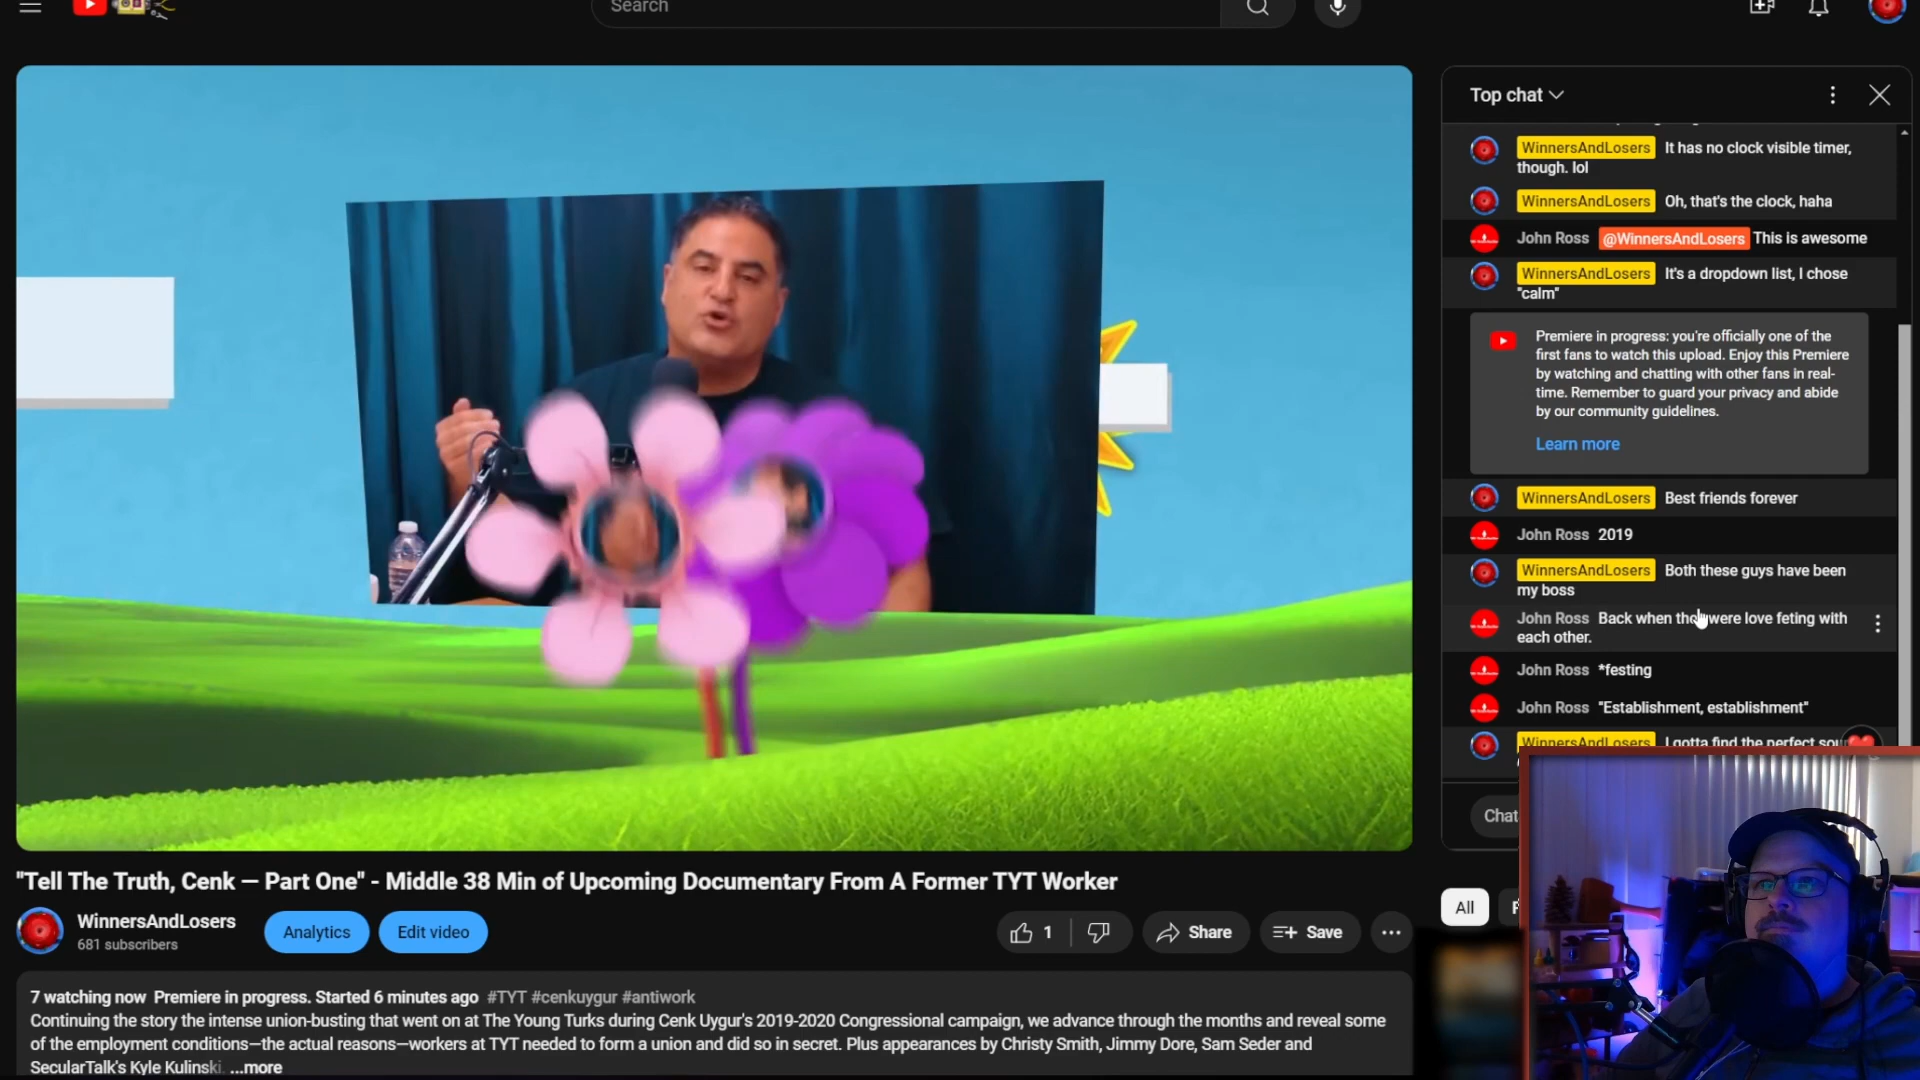 Search
Top chat
WinnersAndLosers It has no clock visible timer,
though. lol
WinnersAndLosers Oh, that's the clock, haha
John Ross @WinnersAndLosers This is awesome
WinnersAndLosers It's a dropdown list, I chose
"calm"
Premiere in progress: you're officially one of the
first fans to watch this upload. Enjoy this Premiere
by watching and chatting with other fans in real-
time. Remember to guard your privacy and abide
by our community guidelines.
Learn more
WinnersAndLosers Best friends forever
John Ross 2019
WinnersAndLosers Both these guys have been
my boss
John Ross Back when were love feting with
each other.
John Ross *festing
John Ross "Establishment, establishment"
WinnersAndLosers I gotta find the perfect
Chat
"Tell The Truth, Cenk — Part One" - Middle 38 Min of Upcoming Documentary From A Former TYT Worker
WinnersAndLosers
681 subscribers
Analytics
Edit video
1
Share
Save
All
7 watching now Premiere in progress. Started 6 minutes ago #TYT #cenkuygur #antiwork
Continuing the story the intense union-busting that went on at The Young Turks during Cenk Uygur's 2019-2020 Congressional campaign, we advance through the months and reveal some
of the employment conditions—the actual reasons—workers at TYT needed to form a union and did so in secret. Plus appearances by Christy Smith, Jimmy Dore, Sam Seder and
SecularTalk's Kyle Kulinski. ...more